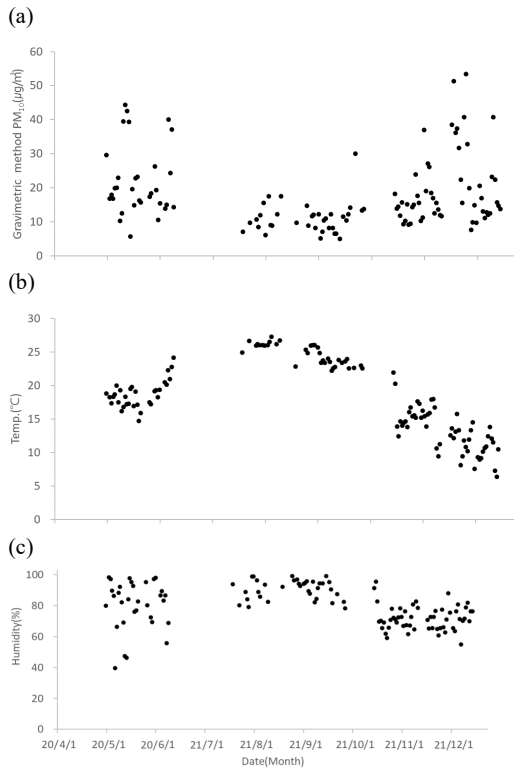 (a)
60
50
40
30
20
10
0
Gravimetric method PM₁₀(μg/㎥)
(b)
30
25
20
15
10
5
0
Temp.(℃)
(c)
100
80
60
40
20
0
Humidity(%)
20/4/1 20/5/1 20/6/1 21/7/1 21/8/1 21/9/1 21/10/1 21/11/1 21/12/1
Date(Month)